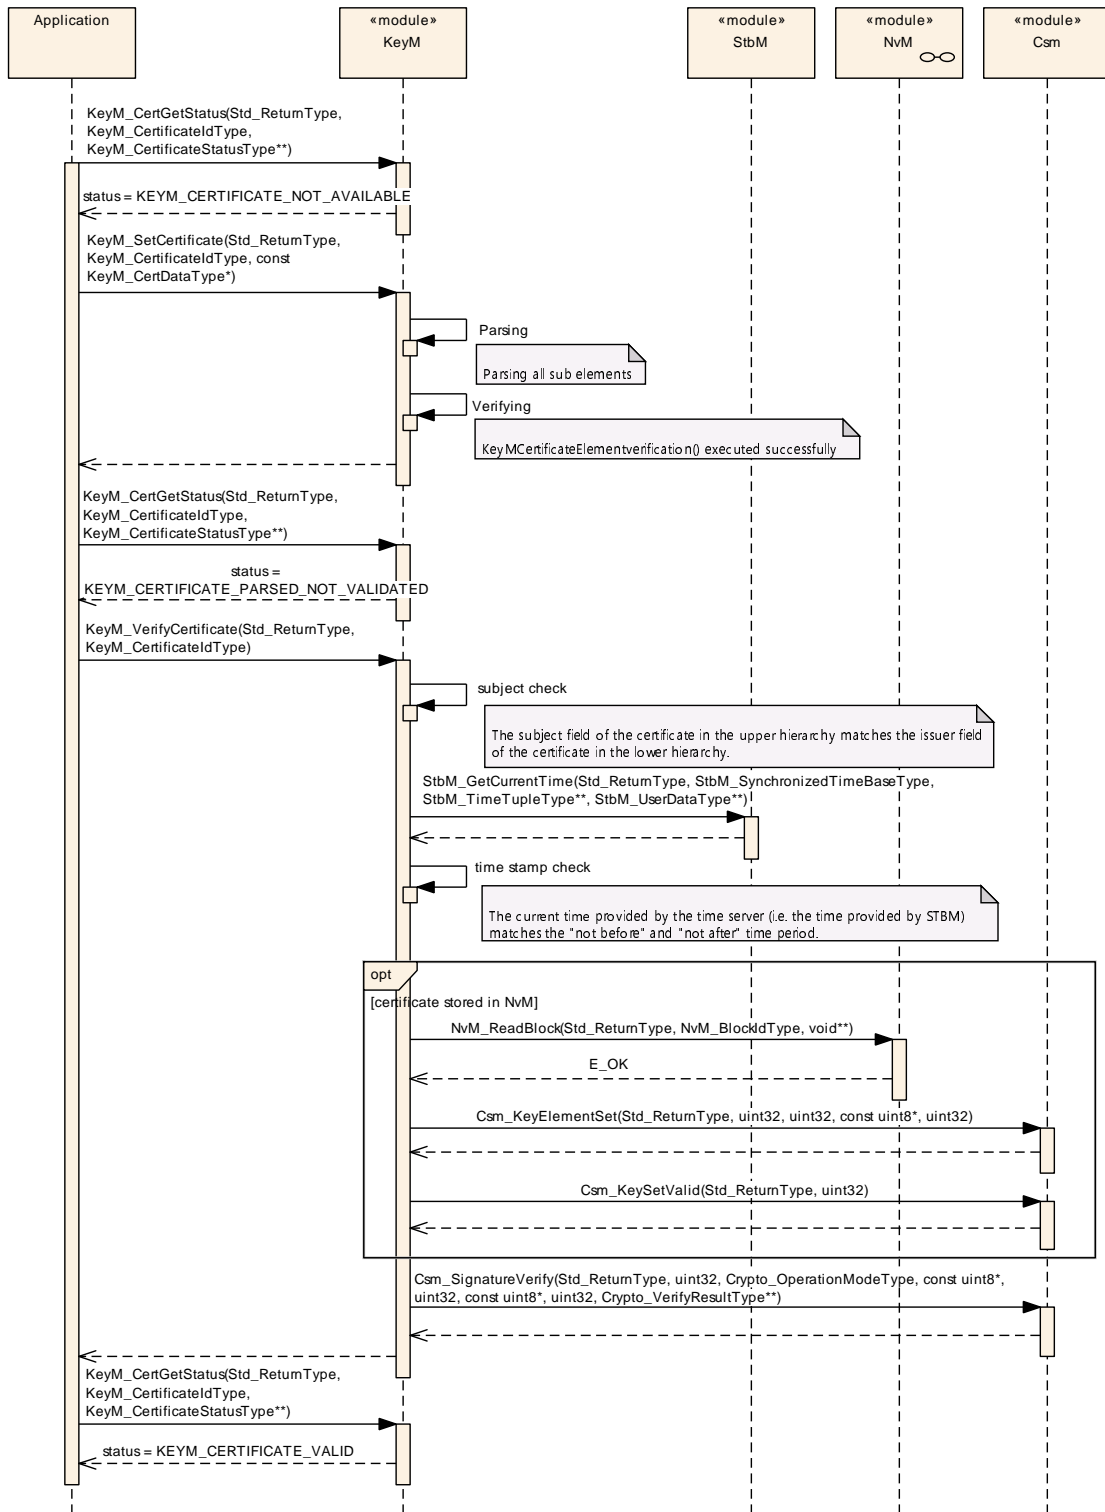 Application
«module»
KeyM
«module»
StbM
«module»
NvM
«module»
Csm
KeyM_CertGetStatus(Std_ReturnType,
KeyM_CertificateIdType,
KeyM_CertificateStatusType**)
status = KEYM_CERTIFICATE_NOT_AVAILABLE
KeyM_SetCertificate(Std_ReturnType,
KeyM_CertificateIdType, const
KeyM_CertDataType*)
Parsing
Parsing all sub elements
Verifying
KeyMCertificateElementverification() executed successfully
KeyM_CertGetStatus(Std_ReturnType,
KeyM_CertificateIdType,
KeyM_CertificateStatusType**)
status =
KEYM_CERTIFICATE_PARSED_NOT_VALIDATED
KeyM_VerifyCertificate(Std_ReturnType,
KeyM_CertificateIdType)
subject check
The subject field of the certificate in the upper hierarchy matches the issuer field
of the certificate in the lower hierarchy.
StbM_GetCurrentTime(Std_ReturnType, StbM_SynchronizedTimeBaseType,
StbM_TimeTupleType**, StbM_UserDataType**)
time stamp check
The current time provided by the time server (i.e. the time provided by STBM)
matches the "not before" and "not after" time period.
opt
[certificate stored in NvM]
NvM_ReadBlock(Std_ReturnType, NvM_BlockIdType, void**)
E_OK
Csm_KeyElementSet(Std_ReturnType, uint32, uint32, const uint8*, uint32)
Csm_KeySetValid(Std_ReturnType, uint32)
Csm_SignatureVerify(Std_ReturnType, uint32, Crypto_OperationModeType, const uint8*,
uint32, const uint8*, uint32, Crypto_VerifyResultType**)
KeyM_CertGetStatus(Std_ReturnType,
KeyM_CertificateIdType,
KeyM_CertificateStatusType**)
status = KEYM_CERTIFICATE_VALID